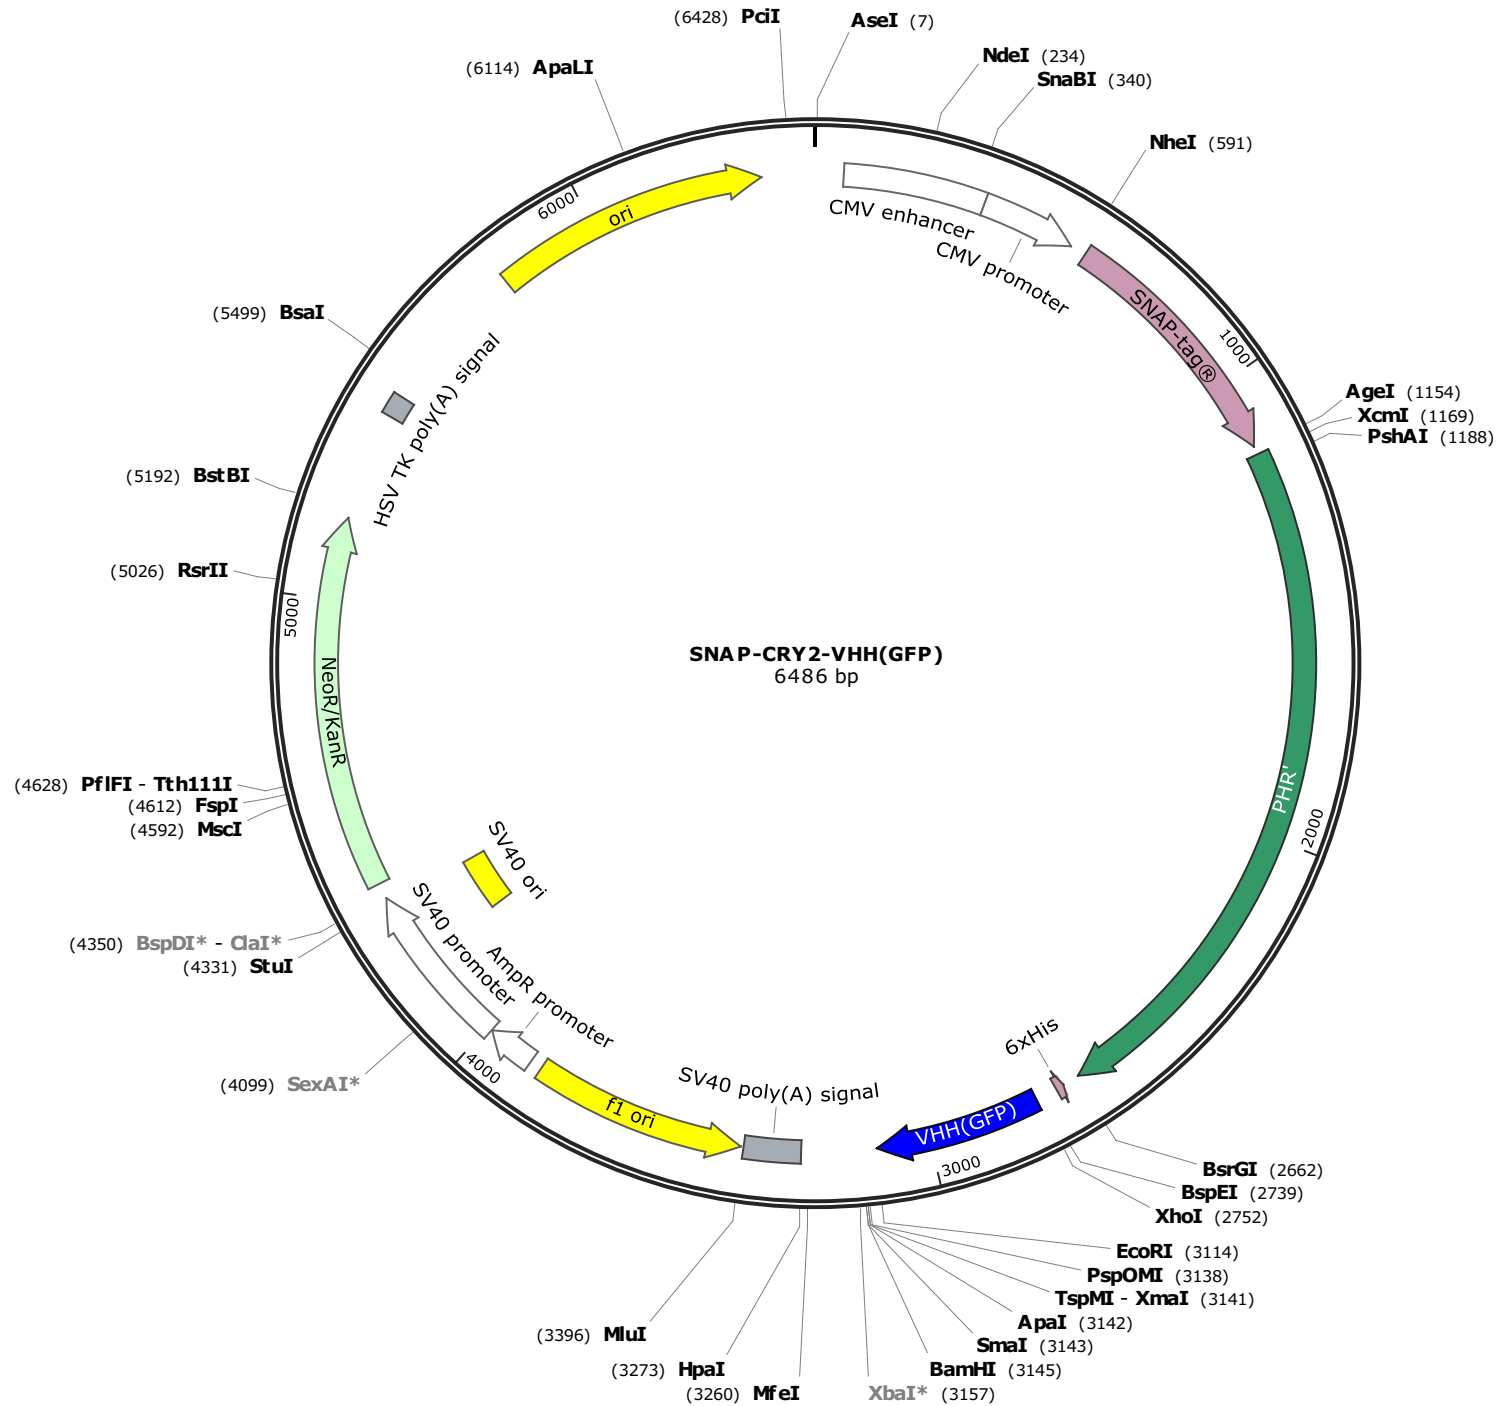 (6428) PciI
AseI (7)
NdeI (234)
SnaBI (340)
NheI (591)
AgeI (1154)
XcmI (1169)
PshAI (1188)
BsrGI (2662)
BspEI (2739)
XhoI (2752)
EcoRI (3114)
PspOMI (3138)
TspMI - XmaI (3141)
ApaI (3142)
SmaI (3143)
BamHI (3145)
XbaI* (3157)
(3260) MfeI
(3273) HpaI
(3396) MluI
(4099) SexAI*
(4331) StuI
(4350) BspDI* - ClaI*
(4592) MscI
(4612) FspI
(4628) PflFI - Tth111I
(5026) RsrII
(5192) BstBI
(5499) BsaI
(6114) ApaLI
CMV enhancer
CMV promoter
SNAP-tag®
1000
PHR'
2000
6xHis
VHH(GFP)
3000
SV40 poly(A) signal
f1 ori
AmpR promoter
4000
SV40 promoter
SV40 ori
NeoR/KanR
5000
HSV TK poly(A) signal
ori
6000
SNAP-CRY2-VHH(GFP)
6486 bp